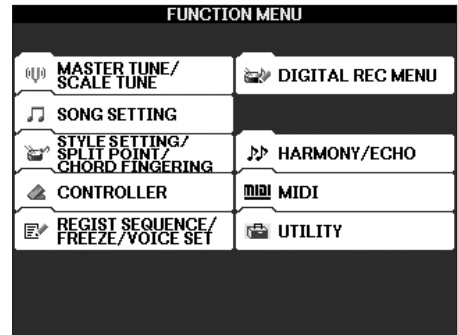 FUNCTION MENU
MASTER TUNE/
SCALE TUNE
SONG SETTING
STYLE SETTING/
SPLIT POINT/
CHORD FINGERING
CONTROLLER
REGIST SEQUENCE/
FREEZE/VOICE SET
DIGITAL REC MENU
HARMONY/ECHO
MIDI MIDI
UTILITY